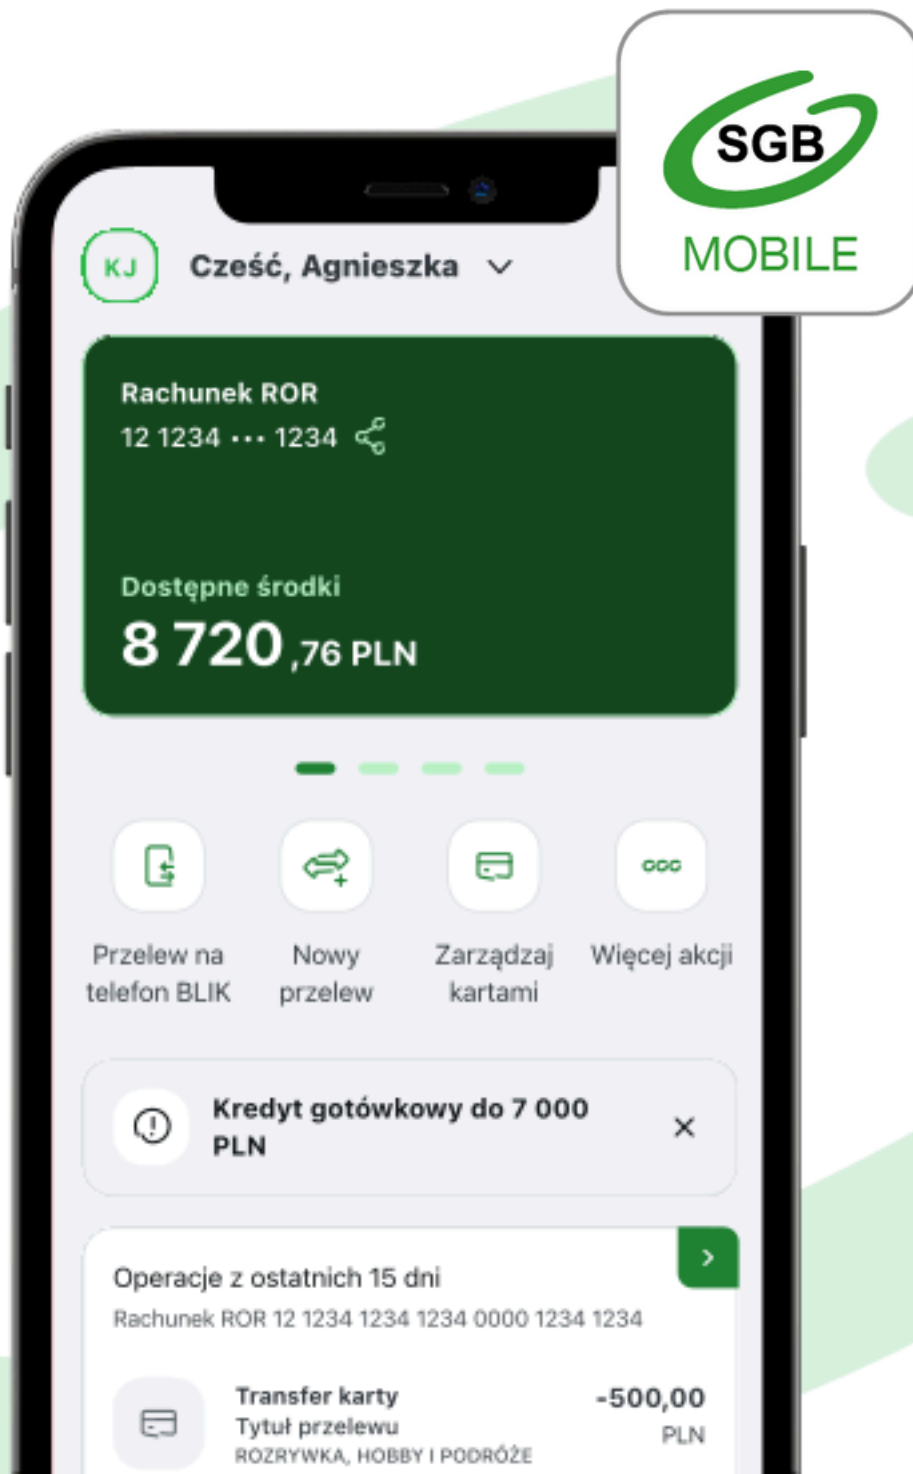 SGB
MOBILE
KJ
Cześć, Agnieszka
Rachunek ROR
12 1234 ··· 1234
Dostępne środki
8 720,76 PLN
Przelew na
telefon BLIK
Nowy
przelew
Zarządzaj
kartami
Więcej akcji
Kredyt gotówkowy do 7 000
PLN
Operacje z ostatnich 15 dni
Rachunek ROR 12 1234 1234 1234 0000 1234 1234
Transfer karty
-500,00
Tytuł przelewu
PLN
ROZRYWKA, HOBBY I PODRÓŻE